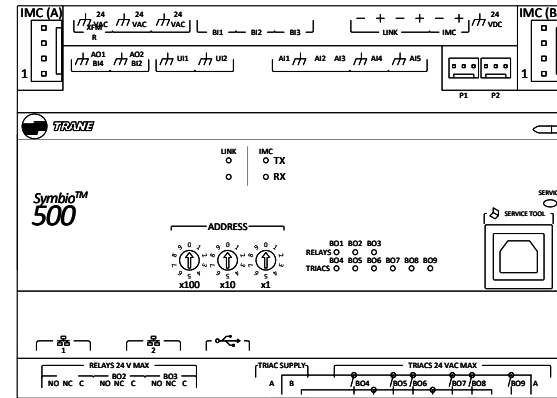 IMC (A)
24 VAC
24 VAC
24 VAC
XFM
R
BI1
BI2
BI3
LINK
IMC
24 VDC
IMC (B
1
AO1
BI4
AO2
BI2
UI1
UI2
AI1
AI2
AI3
AI4
AI5
1
P1
P2
TRANE
LINK
IMC
TX
RX
Symbio™
500
SERVIC
SERVICE TOOL
ADDRESS
x100
x10
x1
BO1 BO2 BO3
RELAYS
BO4 BO5 BO6 BO7 BO8 BO9
TRIACS
1
2
RELAYS 24 V MAX
BO2
BO3
NO NC C
NO NC C
NO NC C
TRIAC SUPPLY
A
B
TRIACS 24 VAC MAX
BO4
BO5
BO6
BO7
BO8
BO9
A